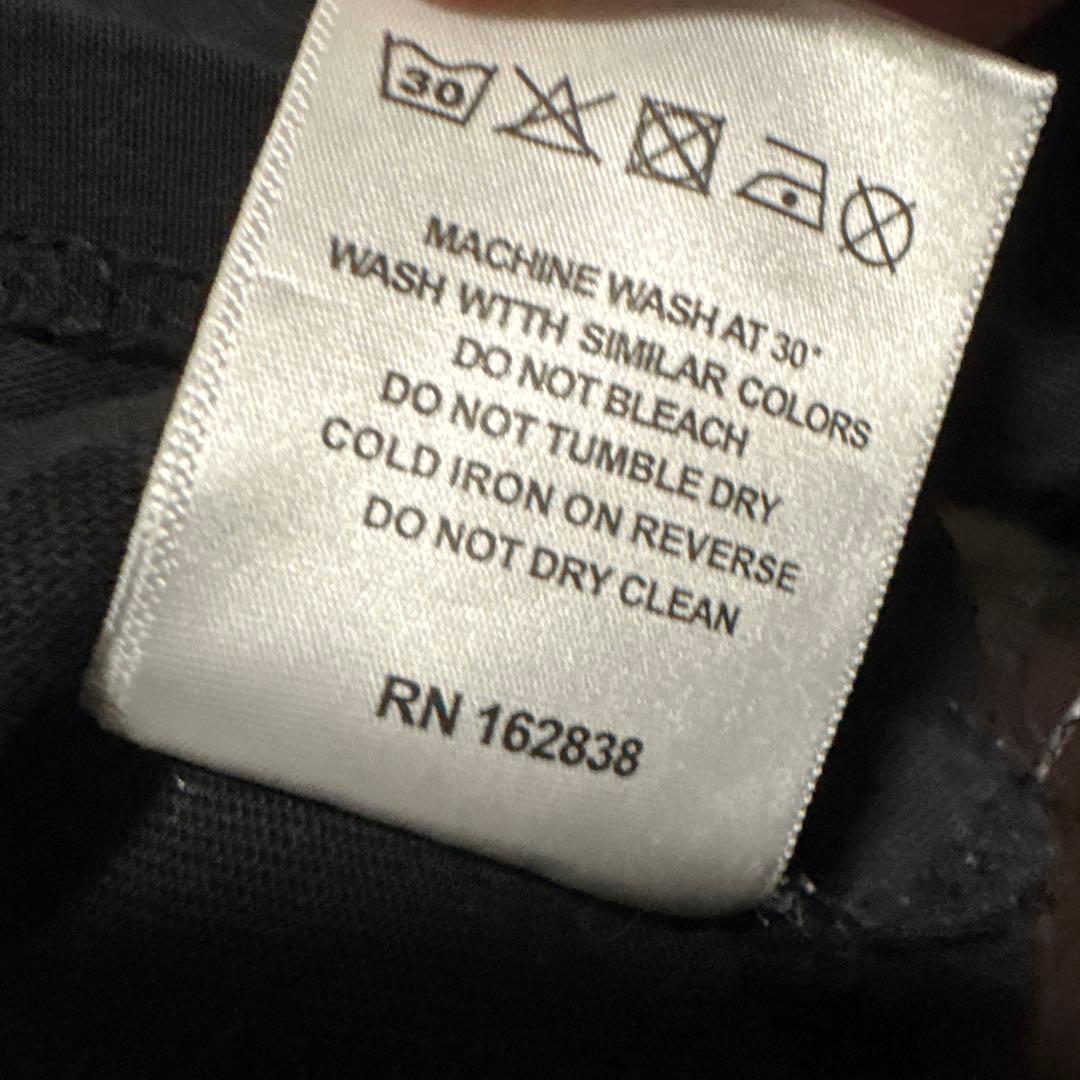 30
MACHINE WASH AT 30°
WASH WTTH SIMILAR COLORS
DO NOT BLEACH
DO NOT TUMBLE DRY
COLD IRON ON REVERSE
DO NOT DRY CLEAN
RN 162838